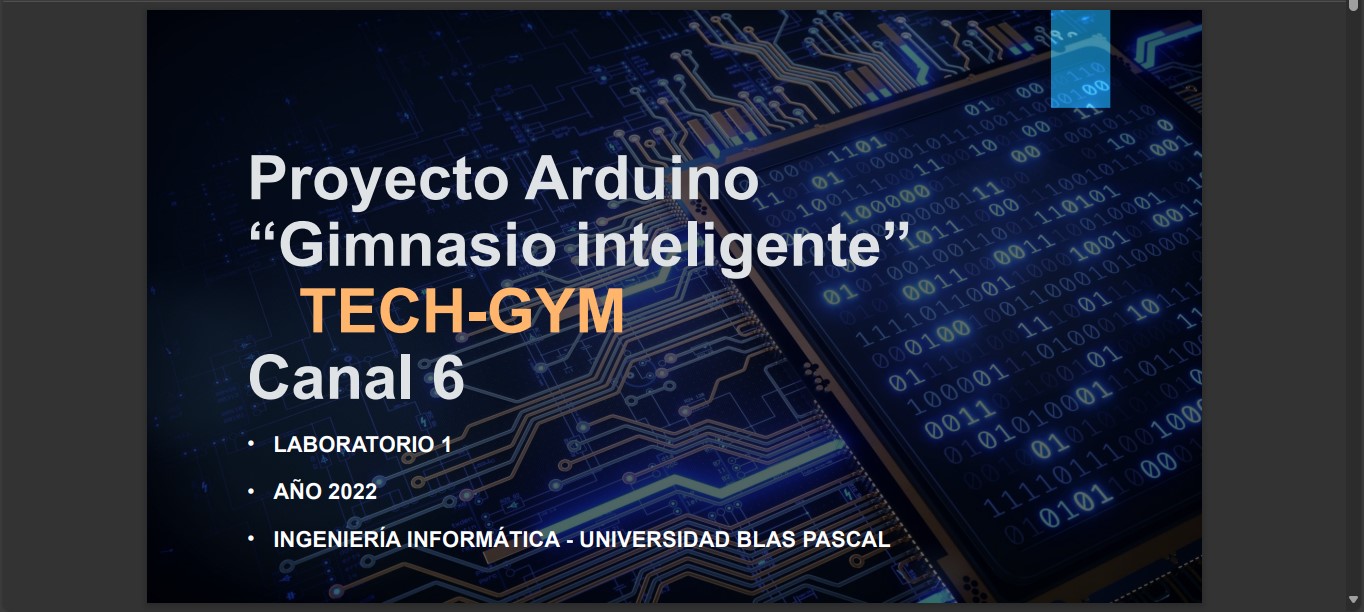 Proyecto Arduino
“Gimnasio inteligente”
TECH-GYM
Canal 6
• LABORATORIO 1
• AÑO 2022
• INGENIERÍA INFORMÁTICA - UNIVERSIDAD BLAS PASCAL